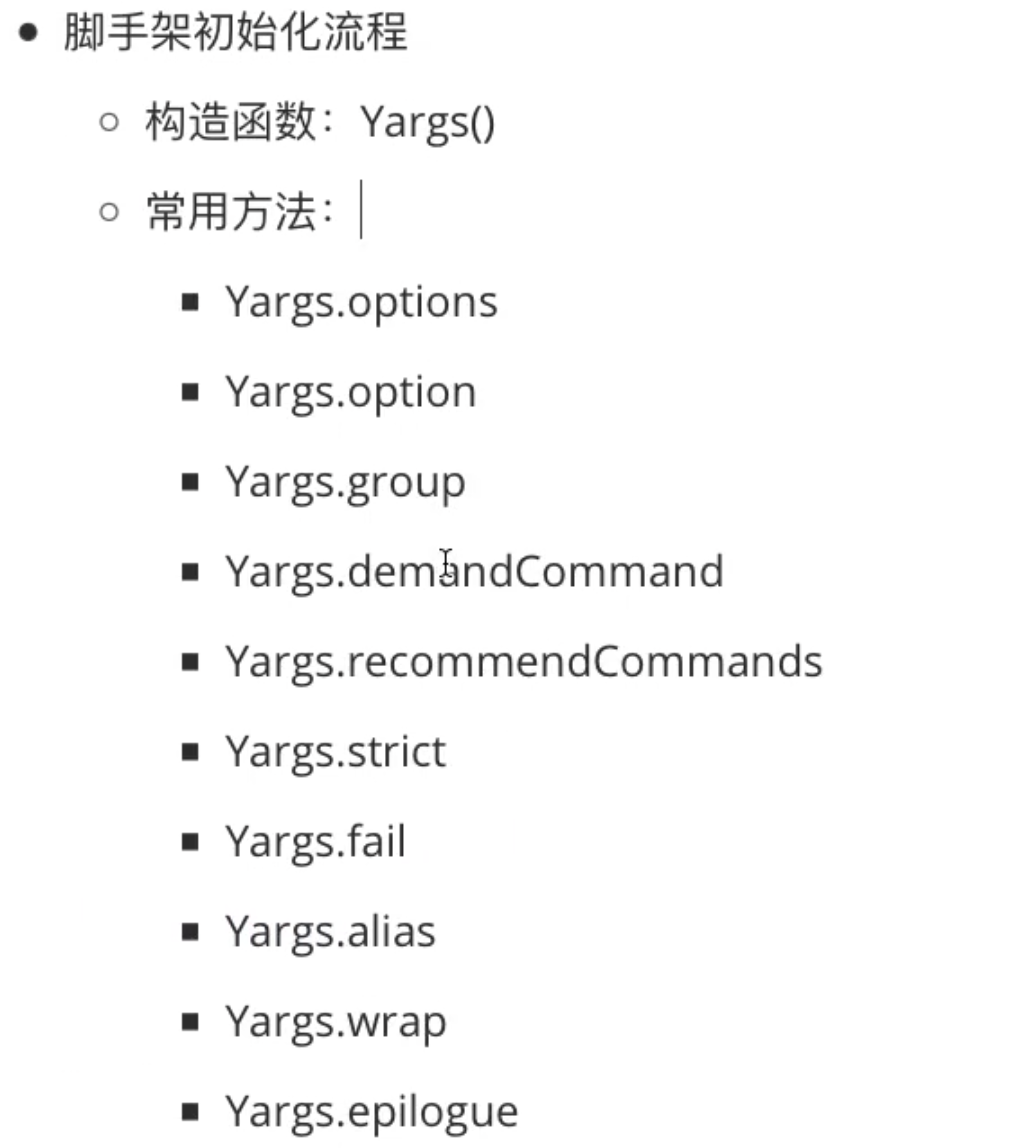 脚手架初始化流程
构造函数：Yargs()
常用方法：
Yargs.options
Yargs.option
Yargs.group
Yargs.demandCommand
Yargs.recommendCommands
Yargs.strict
Yargs.fail
Yargs.alias
Yargs.wrap
Yargs.epilogue